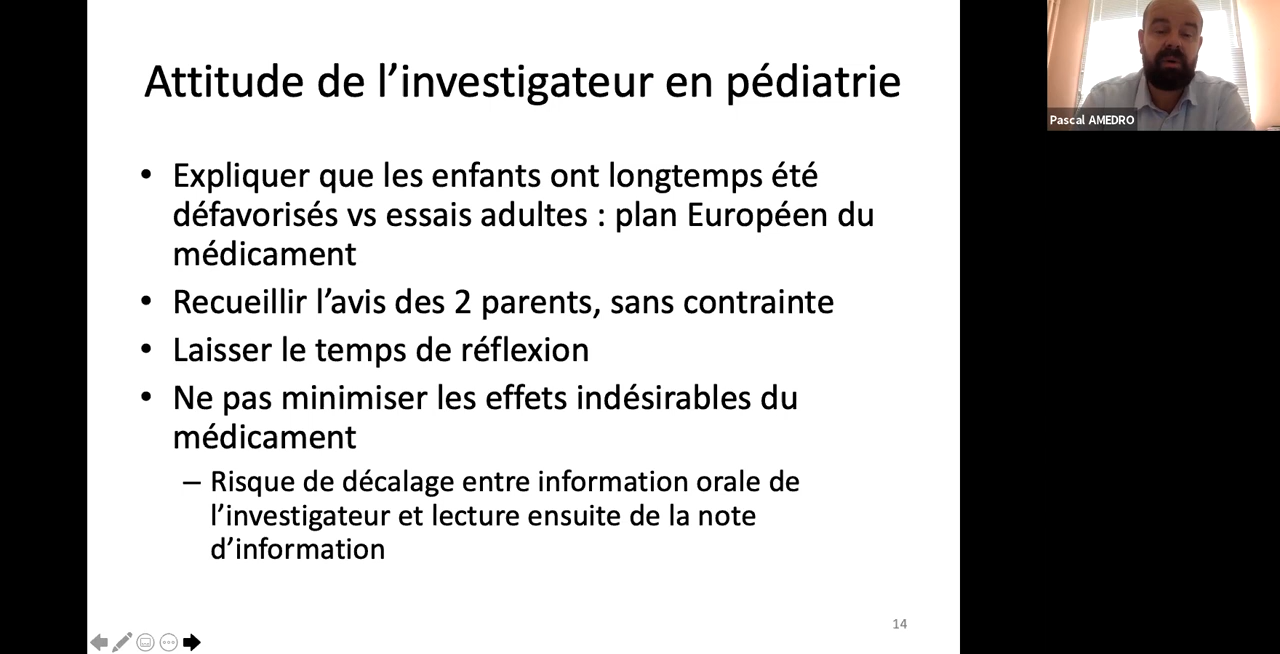 Attitude de l’investigateur en pédiatrie
• Expliquer que les enfants ont longtemps été
défavorisés vs essais adultes : plan Européen du
médicament
• Recueillir l’avis des 2 parents, sans contrainte
• Laisser le temps de réflexion
• Ne pas minimiser les effets indésirables du
médicament
– Risque de décalage entre information orale de
l’investigateur et lecture ensuite de la note
d’information
14
Pascal AMEDRO